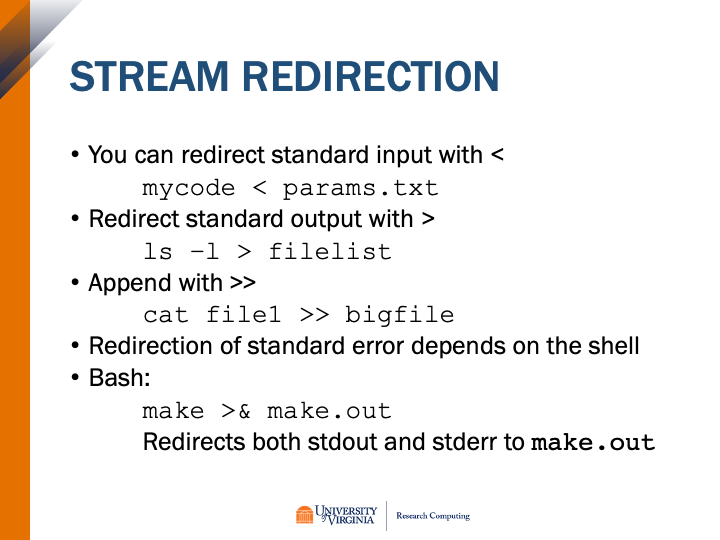 STREAM REDIRECTION
• You can redirect standard input with <
mycode < params.txt
• Redirect standard output with >
ls –l > filelist
• Append with >>
cat file1 >> bigfile
• Redirection of standard error depends on the shell
• Bash:
make >& make.out
Redirects both stdout and stderr to make.out
UNIVERSITY of VIRGINIA
Research Computing